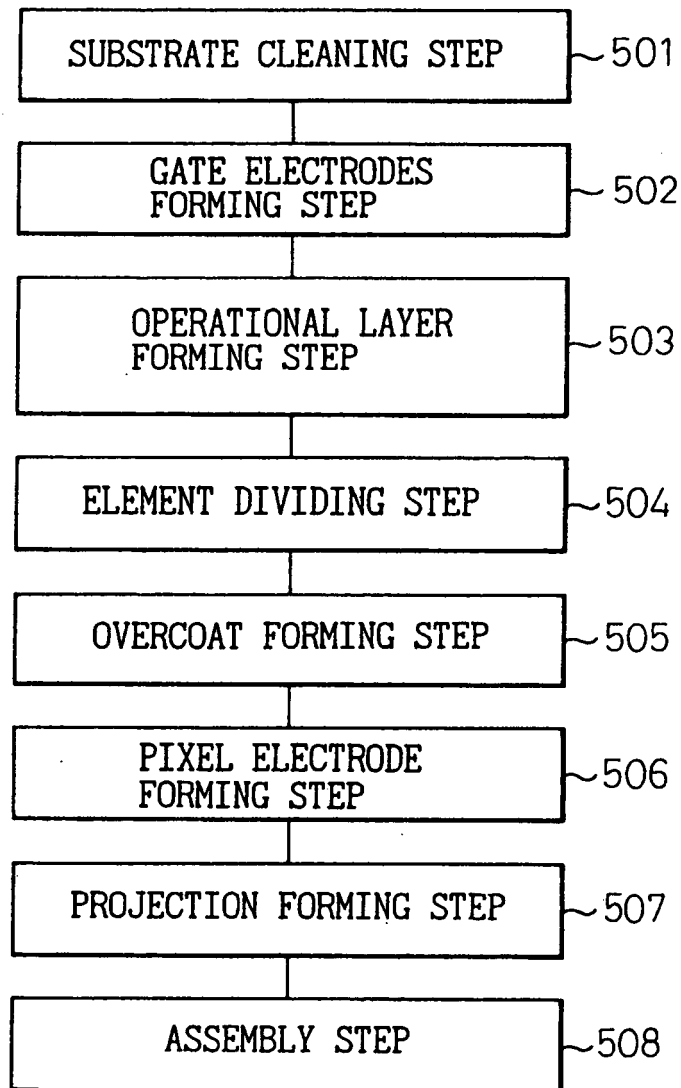 SUBSTRATE CLEANING STEP 501
GATE ELECTRODES
FORMING STEP
502
OPERATIONAL LAYER
FORMING STEP
503
ELEMENT DIVIDING STEP 504
OVERCOAT FORMING STEP 505
PIXEL ELECTRODE
FORMING STEP
506
PROJECTION FORMING STEP 507
ASSEMBLY STEP 508